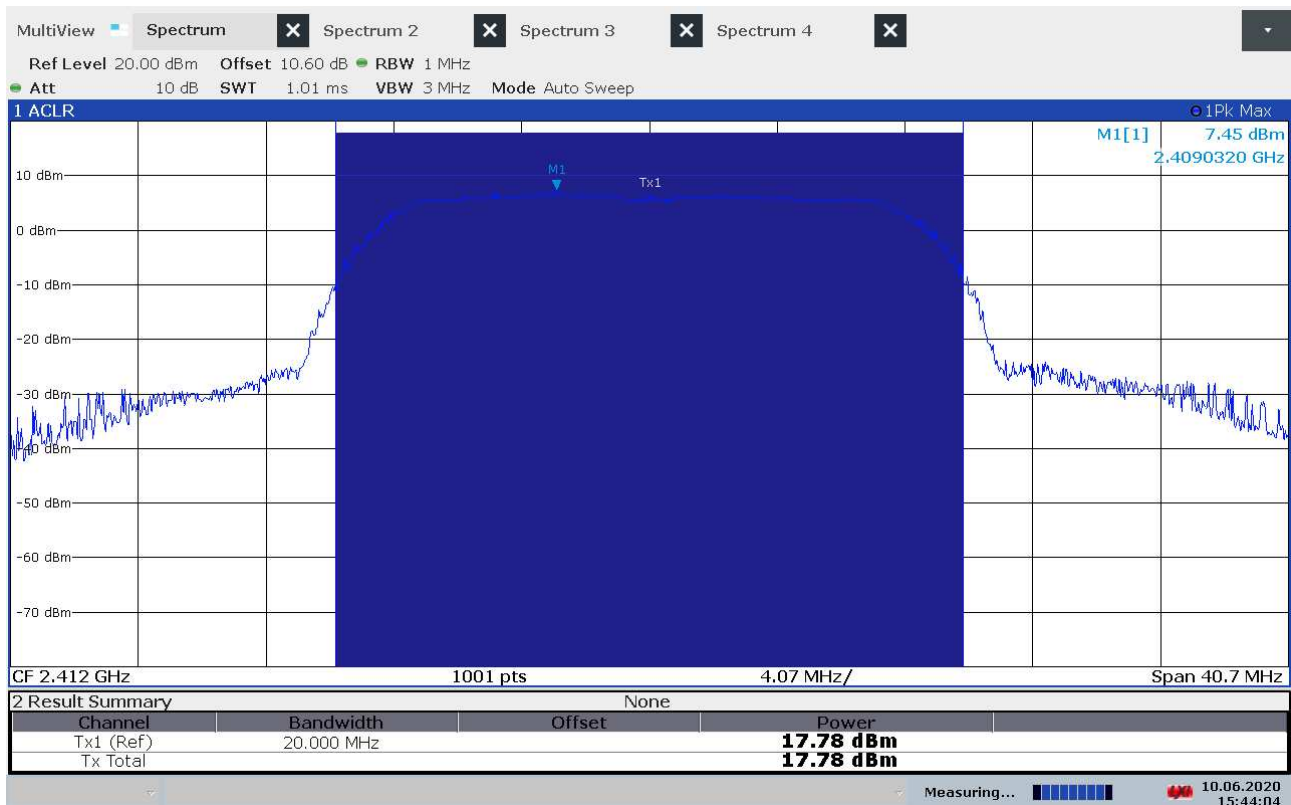 MultiView Spectrum Spectrum 2 Spectrum 3 Spectrum 4
Ref Level 20.00 dBm Offset 10.60 dB RBW 1 MHz
Att 10 dB SWT 1.01 ms VBW 3 MHz Mode Auto Sweep
1 ACLR 1Pk Max
M1[1] 7.45 dBm
2.4090320 GHz
M1
Tx1
10 dBm
0 dBm
-10 dBm
-20 dBm
-30 dBm
-40 dBm
-50 dBm
-60 dBm
-70 dBm
CF 2.412 GHz 1001 pts 4.07 MHz/ Span 40.7 MHz
2 Result Summary None
Channel Bandwidth Offset Power
Tx1 (Ref) 20.000 MHz 17.78 dBm
Tx Total 17.78 dBm
Measuring... 10.06.2020
15:44:04